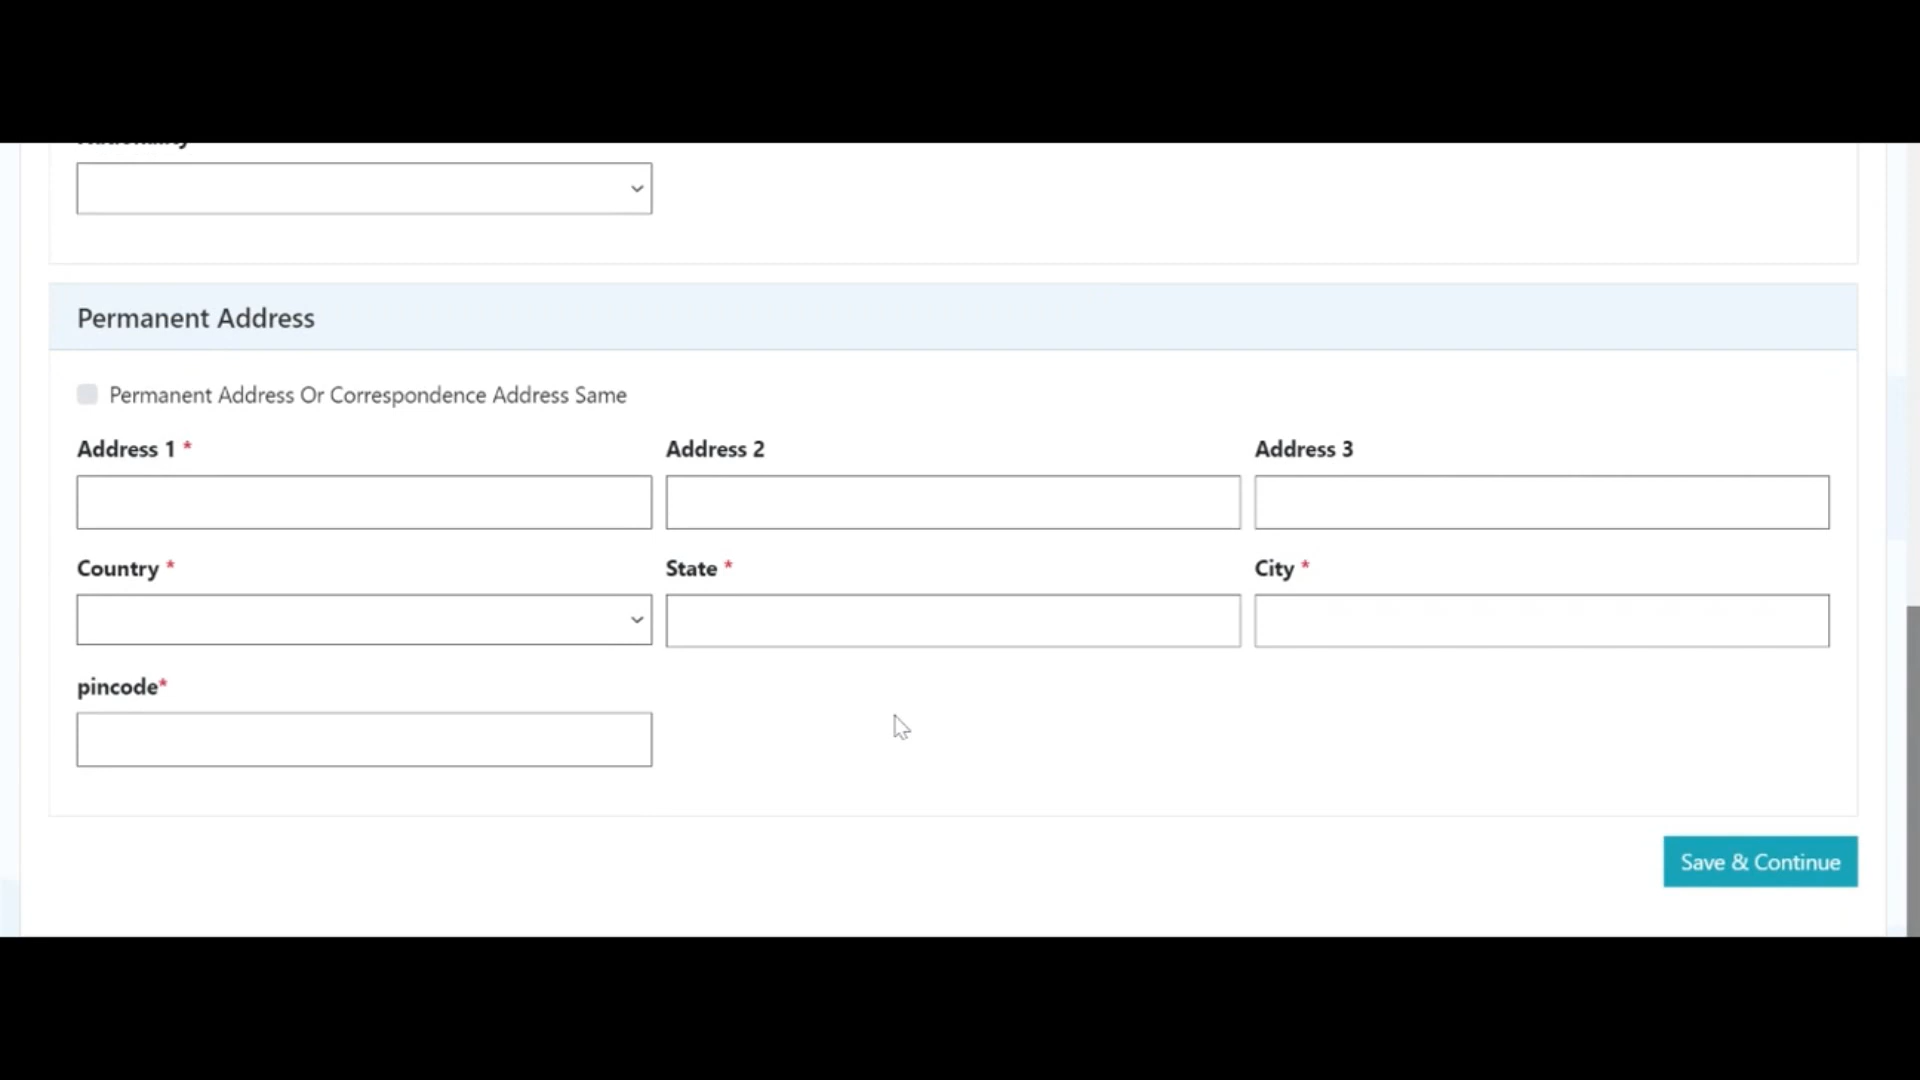 Permanent Address
Permanent Address Or Correspondence Address Same
Address 1 * Address 2 Address 3
Country * State * City *
pincode*
Save & Continue